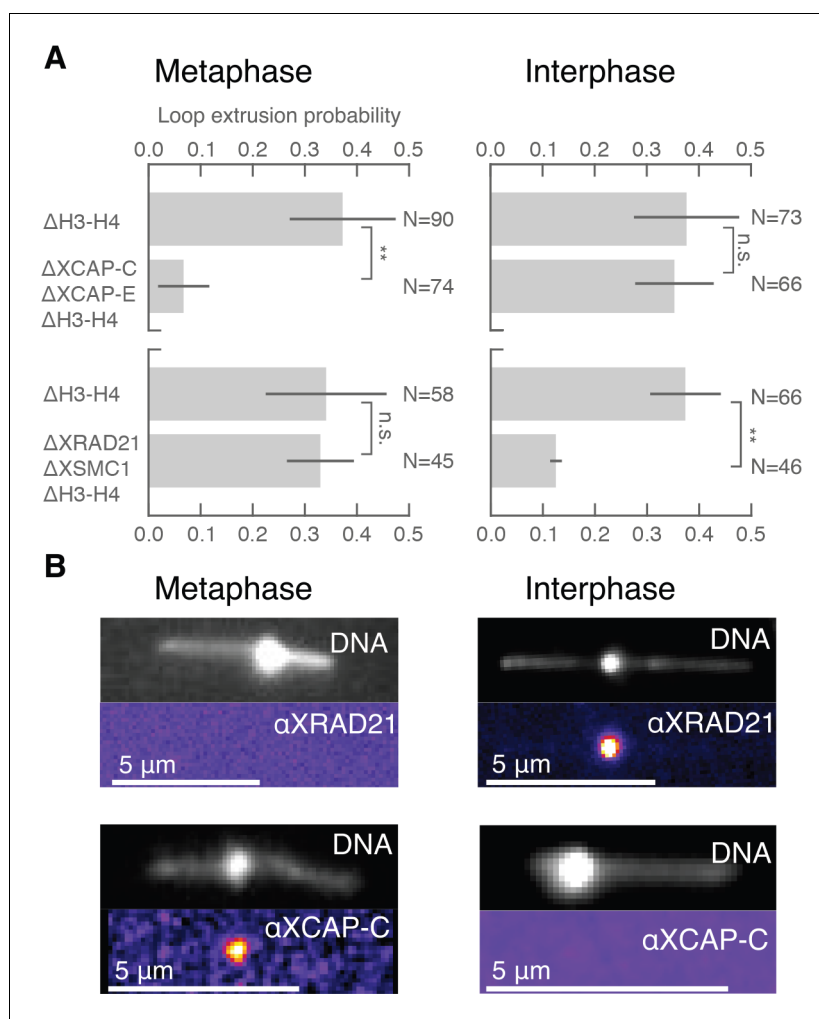 A
Metaphase
Interphase
Loop extrusion probability
0.0 0.1 0.2 0.3 0.4 0.5
0.0 0.1 0.2 0.3 0.4 0.5
ΔH3-H4
N=90
N=73
**
n.s.
ΔXCAP-C
ΔXCAP-E
ΔH3-H4
N=74
N=66
ΔH3-H4
N=58
N=66
n.s.
**
ΔXRAD21
ΔXSMC1
ΔH3-H4
N=45
N=46
0.0 0.1 0.2 0.3 0.4 0.5
0.0 0.1 0.2 0.3 0.4 0.5
B
Metaphase
Interphase
DNA
αXRAD21
5 µm
DNA
αXRAD21
5 µm
DNA
αXCAP-C
5 µm
DNA
αXCAP-C
5 µm